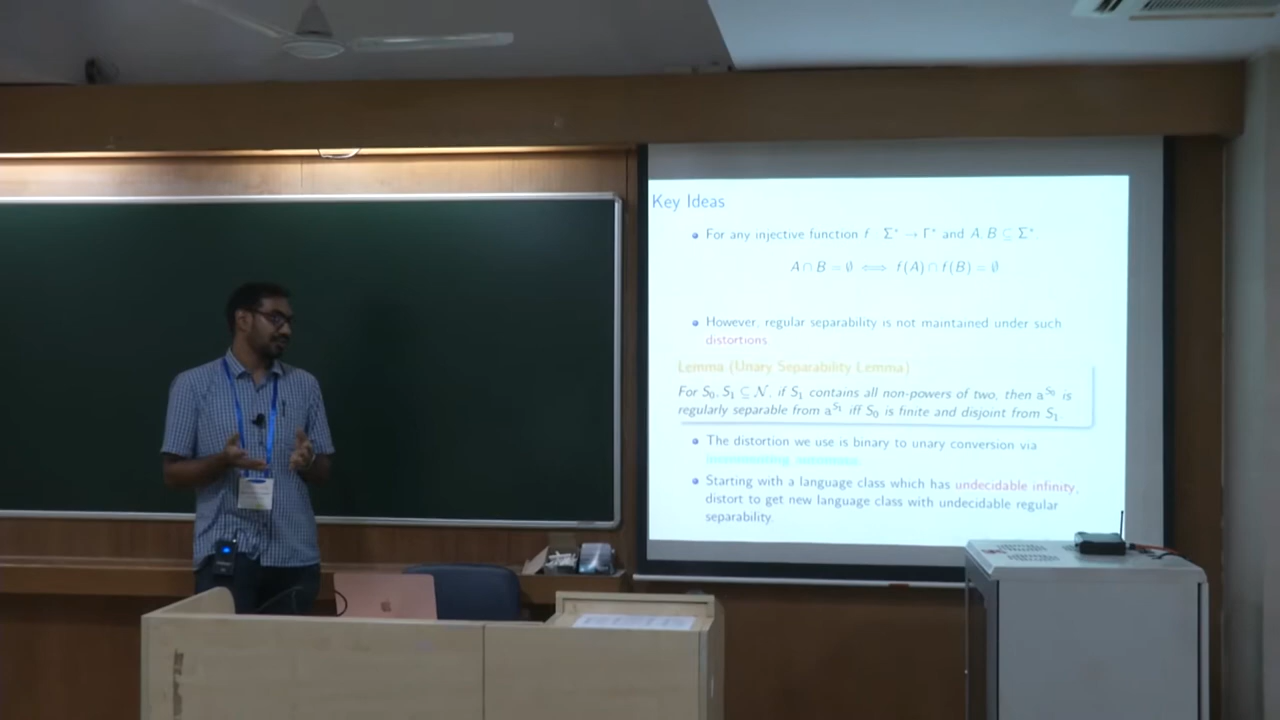 Key Ideas
For any injective function f : Σ* → Γ* and A, B ⊆ Σ*,
A ∩ B = ∅ ⟺ f(A) ∩ f(B) = ∅
However, regular separability is not maintained under such
distortions
Lemma (Unary Separability Lemma)
For S₀, S₁ ⊆ N, if S₁ contains all non-powers of two, then a^S₀ is
regularly separable from a^S₁ iff S₀ is finite and disjoint from S₁.
The distortion we use is binary to unary conversion via
Starting with a language class which has undecidable infinity,
distort to get new language class with undecidable regular
separability.